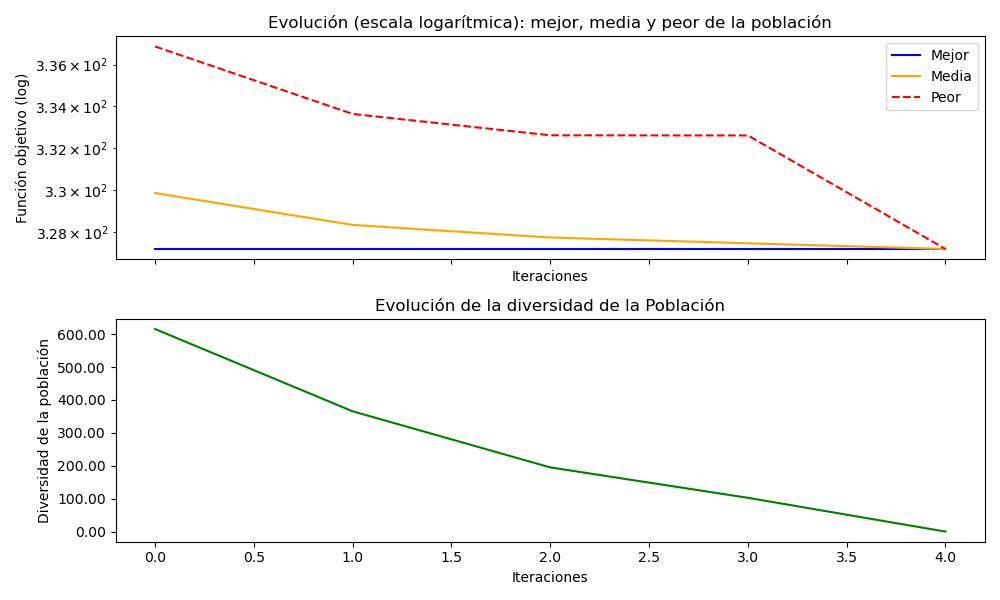 Evolución (escala logarítmica): mejor, media y peor de la población
Función objetivo (log)
3.36 × 10²
3.34 × 10²
3.32 × 10²
3.3 × 10²
3.28 × 10²
Mejor
Media
Peor
Iteraciones
Evolución de la diversidad de la Población
Diversidad de la población
600.00
500.00
400.00
300.00
200.00
100.00
0.00
0.0 0.5 1.0 1.5 2.0 2.5 3.0 3.5 4.0
Iteraciones